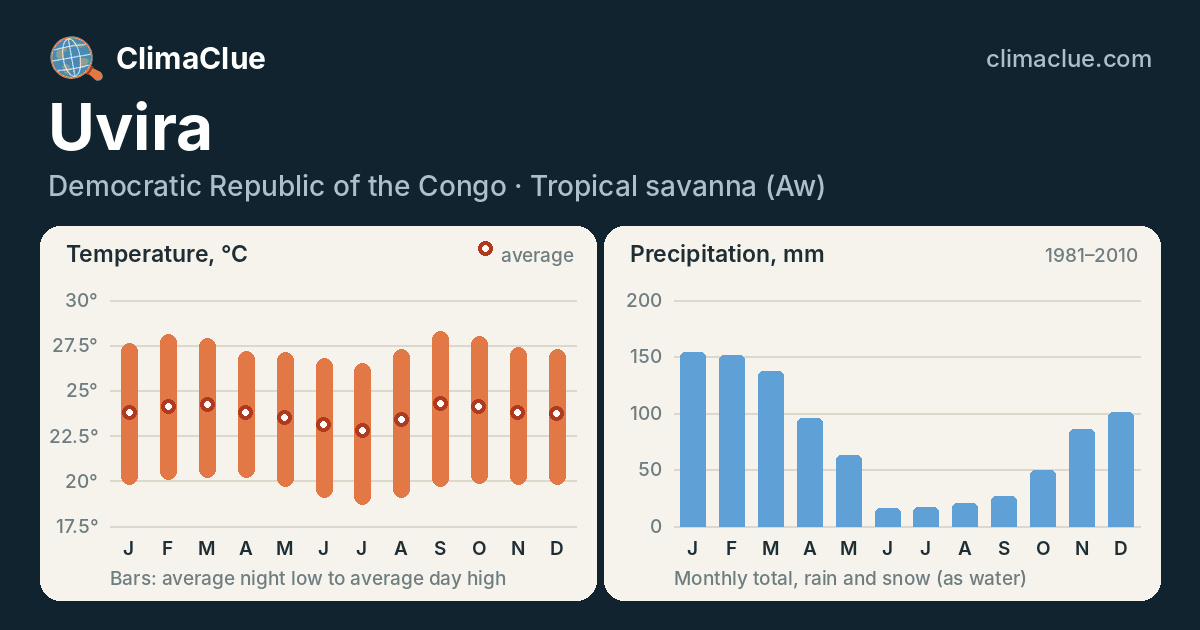 ClimaClue
climaclue.com
Uvira
Democratic Republic of the Congo · Tropical savanna (Aw)
Temperature, °C
average
30°
27.5°
25°
22.5°
20°
17.5°
J F M A M J J A S O N D
Bars: average night low to average day high
Precipitation, mm
1981–2010
200
150
100
50
0
J F M A M J J A S O N D
Monthly total, rain and snow (as water)